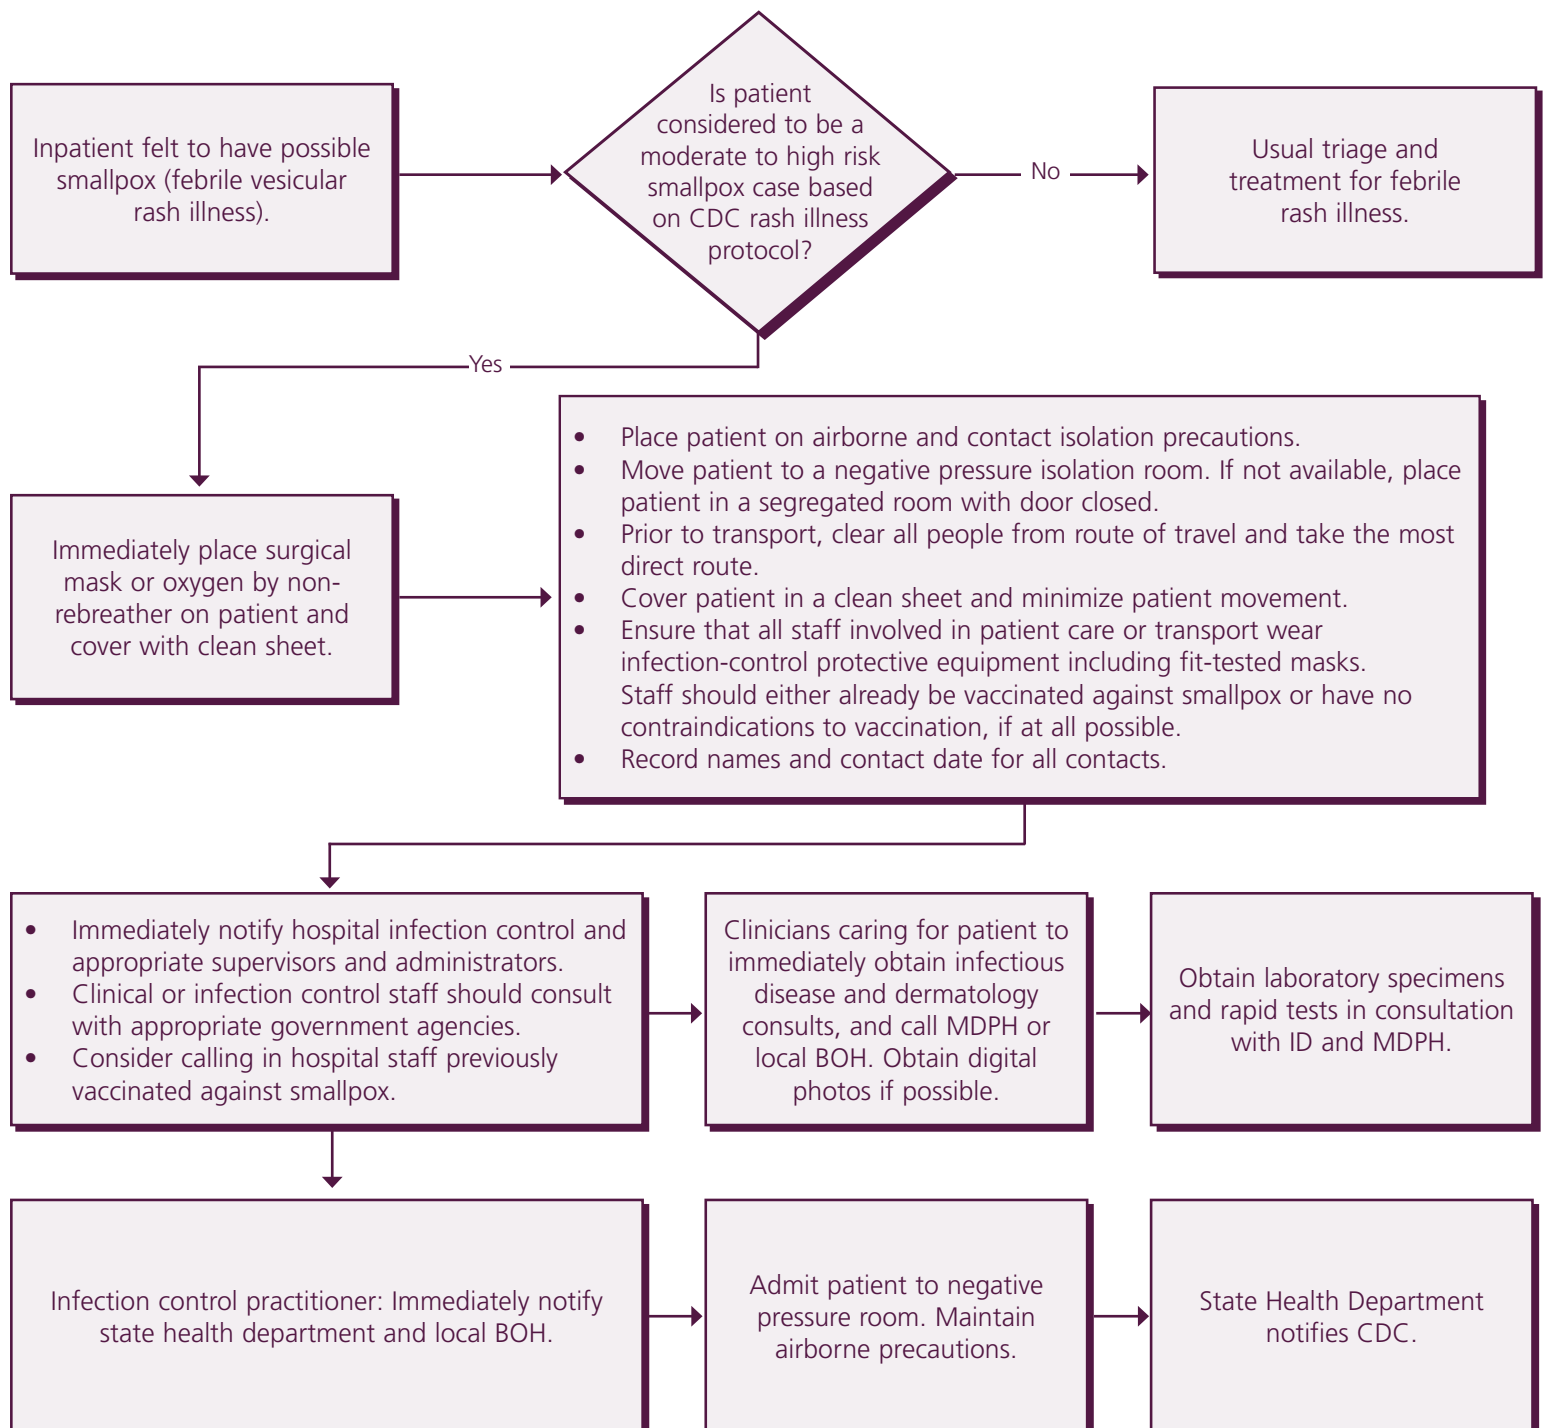 Inpatient felt to have possible
smallpox (febrile vesicular
rash illness).
Is patient
considered to be a
moderate to high risk
smallpox case based
on CDC rash illness
protocol?
No
Usual triage and
treatment for febrile
rash illness.
Yes
Immediately place surgical
mask or oxygen by non-
rebreather on patient and
cover with clean sheet.
• Place patient on airborne and contact isolation precautions.
• Move patient to a negative pressure isolation room. If not available, place
patient in a segregated room with door closed.
• Prior to transport, clear all people from route of travel and take the most
direct route.
• Cover patient in a clean sheet and minimize patient movement.
• Ensure that all staff involved in patient care or transport wear
infection-control protective equipment including fit-tested masks.
Staff should either already be vaccinated against smallpox or have no
contraindications to vaccination, if at all possible.
• Record names and contact date for all contacts.
• Immediately notify hospital infection control and
appropriate supervisors and administrators.
• Clinical or infection control staff should consult
with appropriate government agencies.
• Consider calling in hospital staff previously
vaccinated against smallpox.
Clinicians caring for patient to
immediately obtain infectious
disease and dermatology
consults, and call MDPH or
local BOH. Obtain digital
photos if possible.
Obtain laboratory specimens
and rapid tests in consultation
with ID and MDPH.
Infection control practitioner: Immediately notify
state health department and local BOH.
Admit patient to negative
pressure room. Maintain
airborne precautions.
State Health Department
notifies CDC.